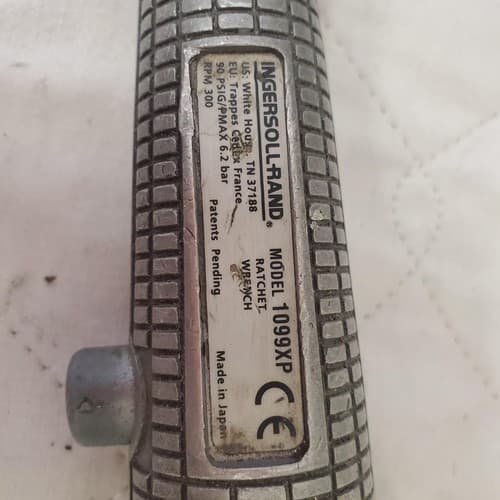 INGERSOLL-RAND®
US: White House, TN 37188
EU: Trappes Cedex France
90 PSIG/PMAX 6.2 bar
RPM 300
Patents Pending
MODEL 1099XP
RATCHET
WRENCH
CE
Made in Japan